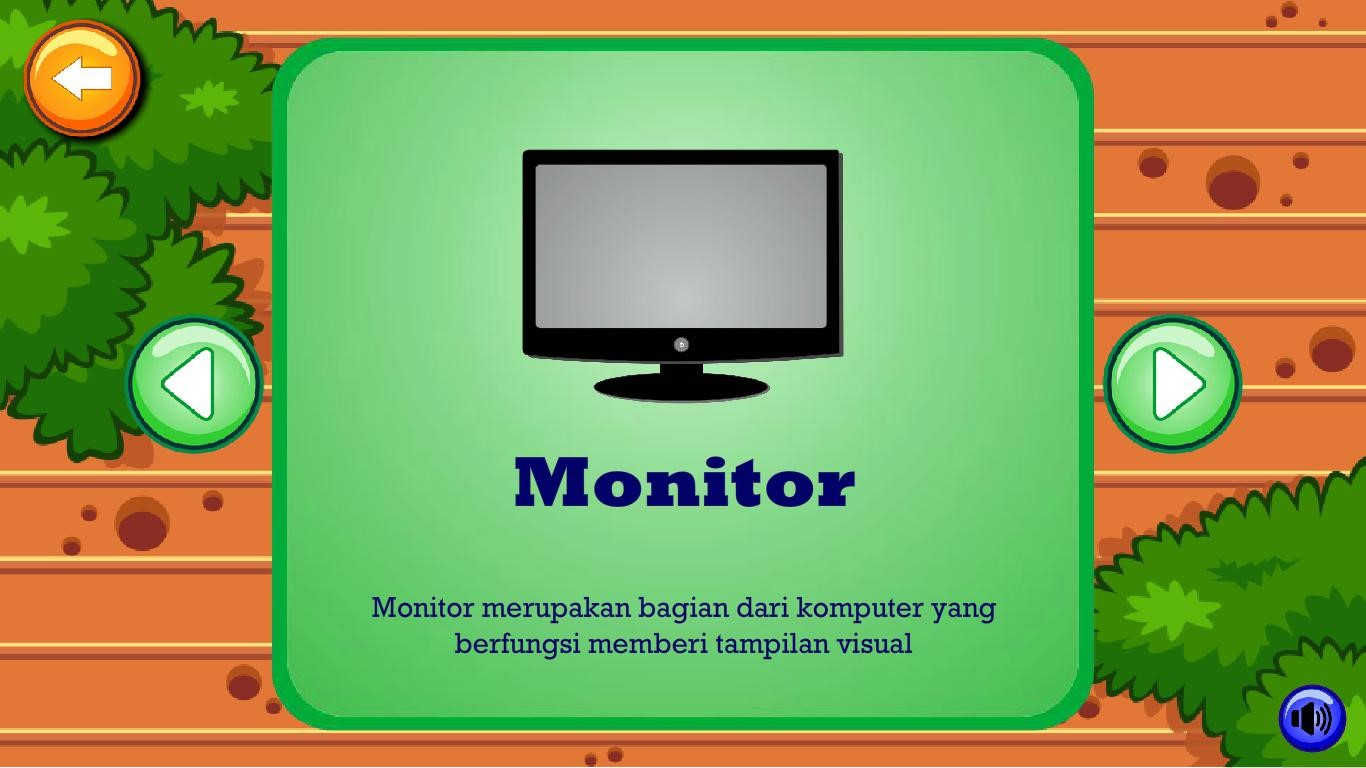 Monitor
Monitor merupakan bagian dari komputer yang
berfungsi memberi tampilan visual